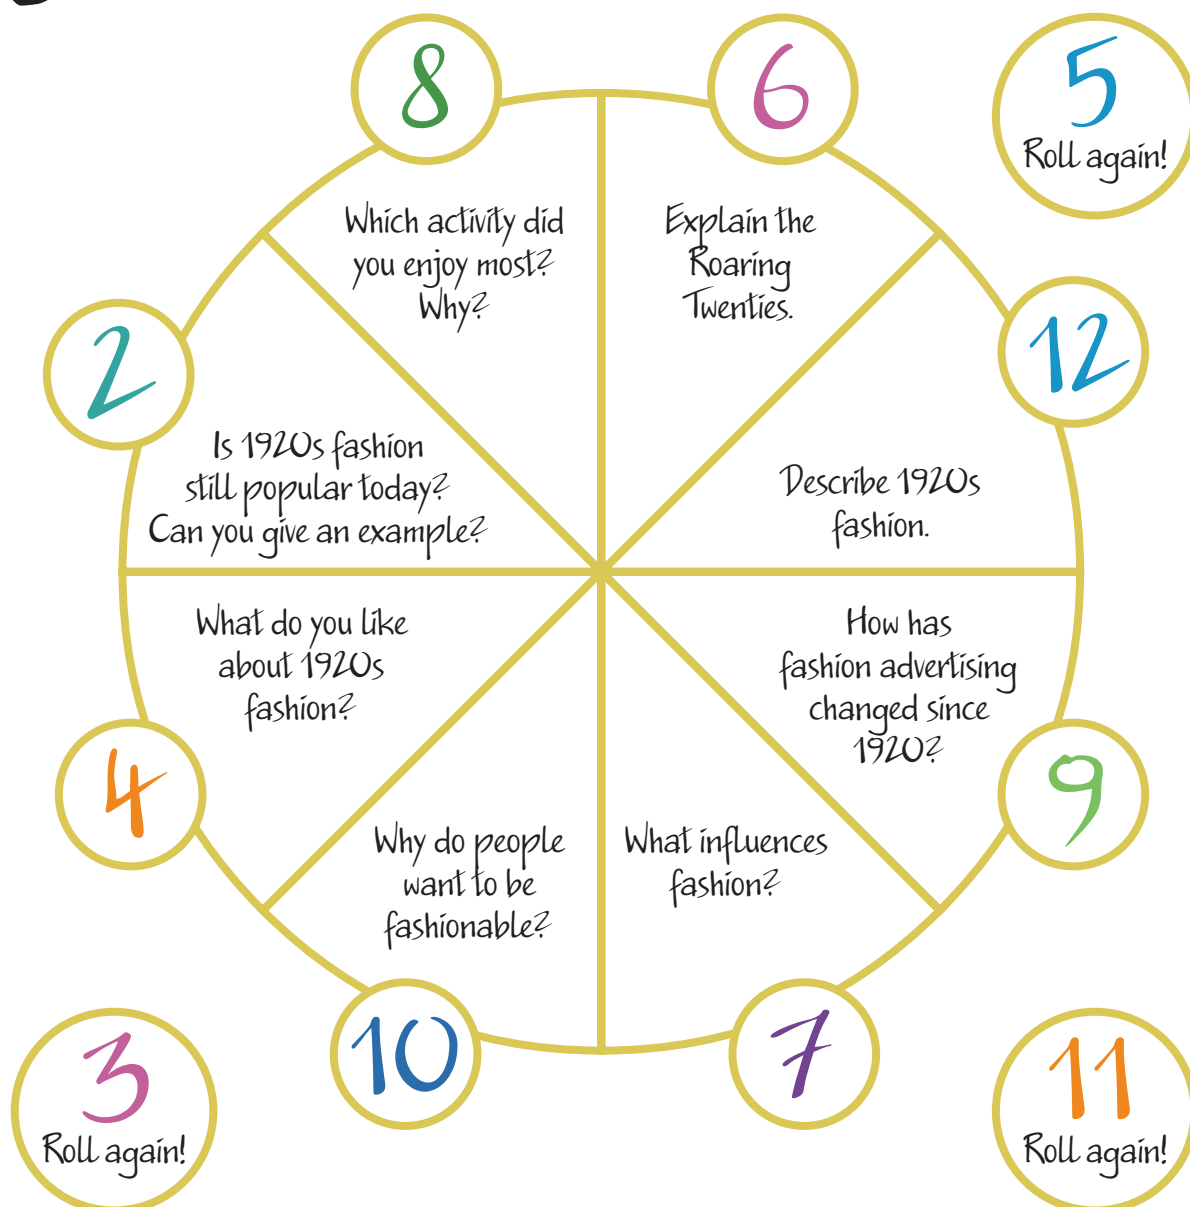 8
Which activity did
you enjoy most?
Why?
6
Explain the
Roaring
Twenties.
5
Roll again!
12
Describe 1920s
fashion.
2
Is 1920s fashion
still popular today?
Can you give an example?
What do you like
about 1920s
fashion?
4
How has
fashion advertising
changed since
1920?
9
Why do people
want to be
fashionable?
10
What influences
fashion?
7
3
Roll again!
11
Roll again!